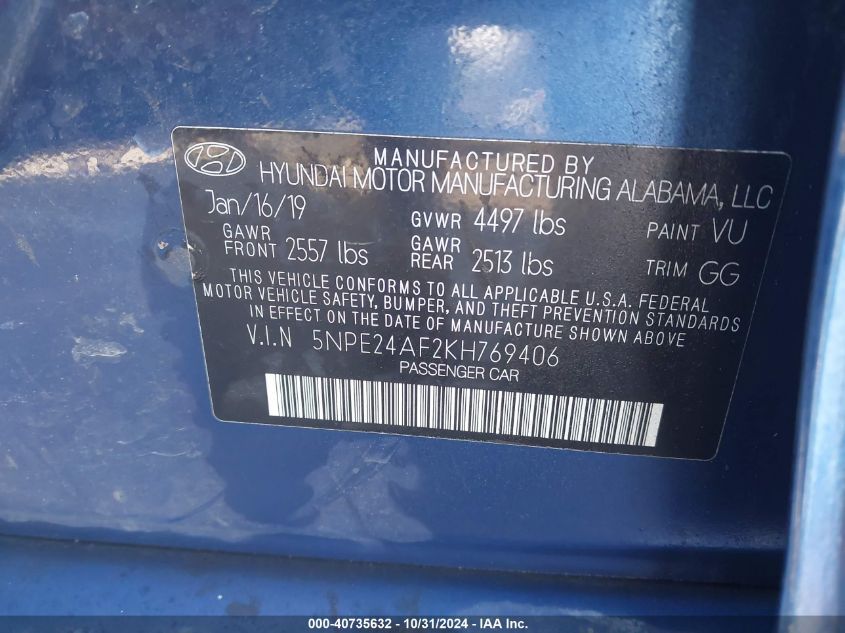 MANUFACTURED BY
HYUNDAI MOTOR MANUFACTURING ALABAMA, LLC
Jan/16/19 GVWR 4497 lbs PAINT VU
GAWR FRONT 2557 lbs GAWR REAR 2513 lbs TRIM GG
THIS VEHICLE CONFORMS TO ALL APPLICABLE U.S.A. FEDERAL
MOTOR VEHICLE SAFETY, BUMPER, AND THEFT PREVENTION STANDARDS
IN EFFECT ON THE DATE OF MANUFACTURE SHOWN ABOVE.
V.I.N 5NPE24AF2KH769406
PASSENGER CAR
000-40735632 - 10/31/2024 - IAA Inc.